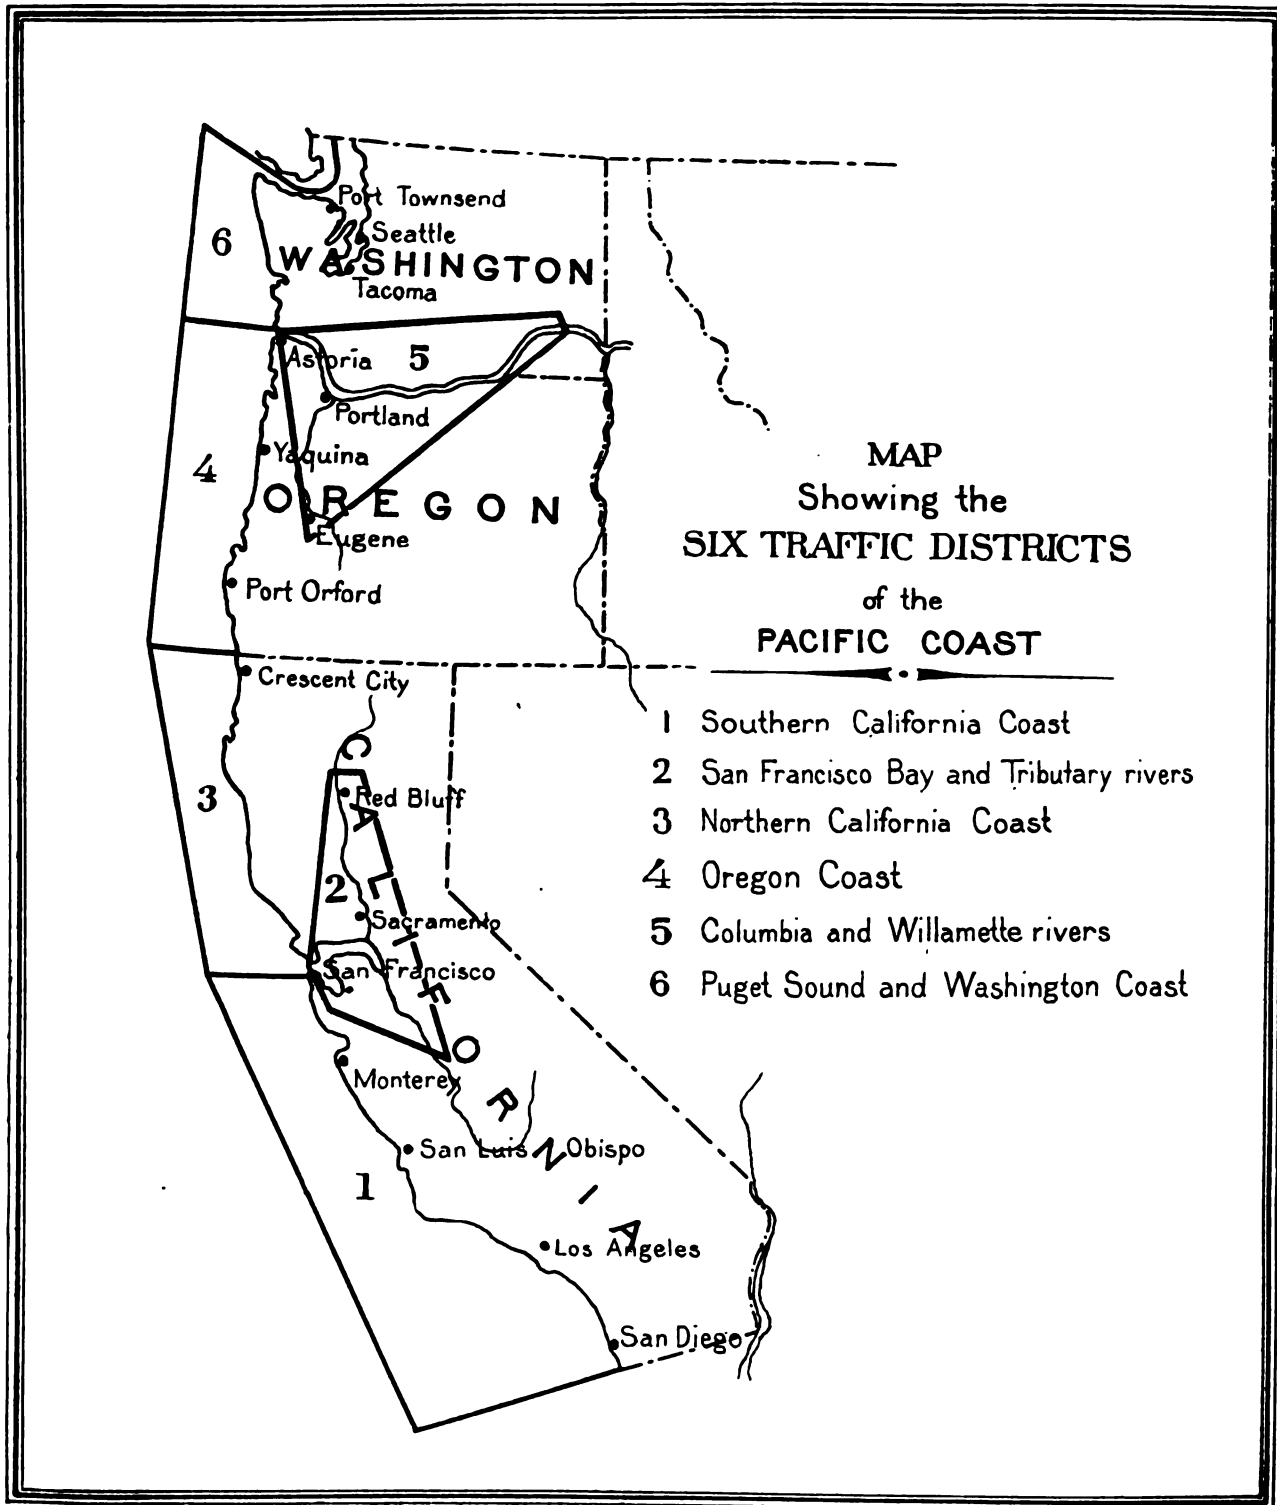 Port Townsend
Seattle
6
WASHINGTON
Tacoma
Astoria
5
Portland
4
Yaquina
OREGON
Eugene
Port Orford
MAP
Showing the
SIX TRAFFIC DISTRICTS
of the
PACIFIC COAST
Crescent City
1 Southern California Coast
2 San Francisco Bay and Tributary rivers
3 Northern California Coast
4 Oregon Coast
5 Columbia and Willamette rivers
6 Puget Sound and Washington Coast
CALIFORNIA
3
Red Bluff
2
Sacramento
San Francisco
Monterey
San Luis Obispo
1
Los Angeles
San Diego